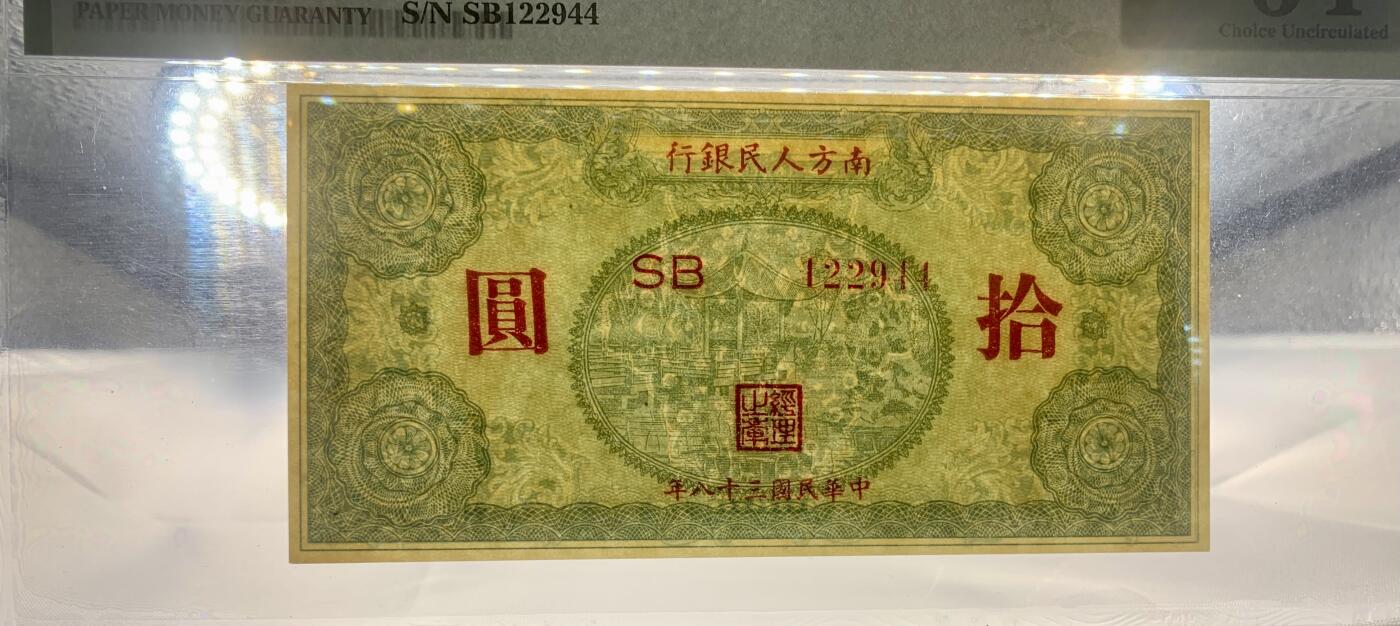 PAPER MONEY GUARANTY S/N SB122944
Choice Uncirculated
南方人民銀行
SB 122944
拾圓
經理之章
中華民國三十八年